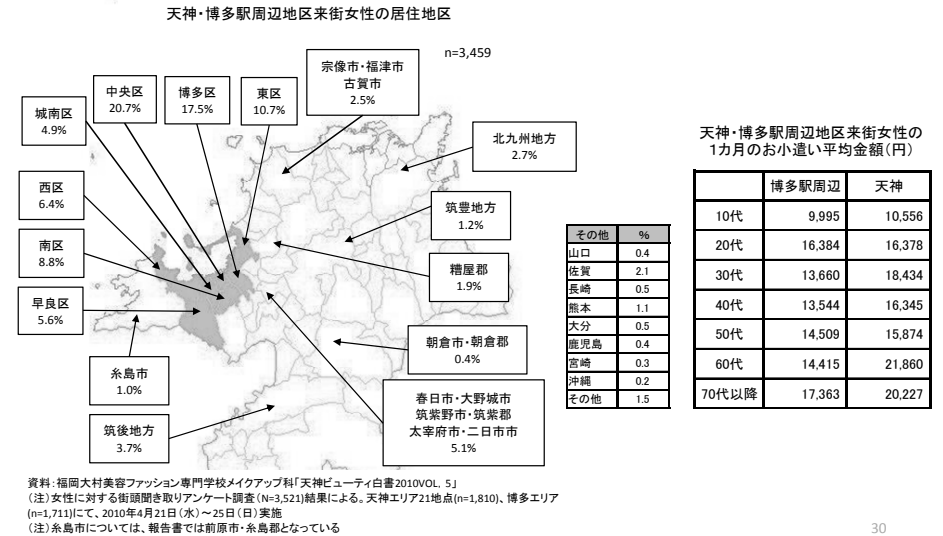 天神・博多駅周辺地区来街女性の居住地区
n=3,459
宗像市・福津市
古賀市
2.5%
中央区
20.7%
博多区
17.5%
東区
10.7%
城南区
4.9%
北九州地方
2.7%
西区
6.4%
筑豊地方
1.2%
南区
8.8%
糟屋郡
1.9%
早良区
5.6%
朝倉市・朝倉郡
0.4%
糸島市
1.0%
春日市・大野城市
筑紫野市・筑紫郡
太宰府市・二日市市
5.1%
筑後地方
3.7%
その他 %
山口 0.4
佐賀 2.1
長崎 0.5
熊本 1.1
大分 0.5
鹿児島 0.4
宮崎 0.3
沖縄 0.2
その他 1.5
天神・博多駅周辺地区来街女性の
1カ月のお小遣い平均金額(円)
博多駅周辺 天神
10代 9,995 10,556
20代 16,384 16,378
30代 13,660 18,434
40代 13,544 16,345
50代 14,509 15,874
60代 14,415 21,860
70代以降 17,363 20,227
資料:福岡大村美容ファッション専門学校メイクアップ科「天神ビューティ白書2010VOL.5」
(注)女性に対する街頭聞き取りアンケート調査(N=3,521)結果による。天神エリア21地点(n=1,810)、博多エリア
(n=1,711)にて、2010年4月21日(水)～25日(日)実施
(注)糸島市については、報告書では前原市・糸島郡となっている
30